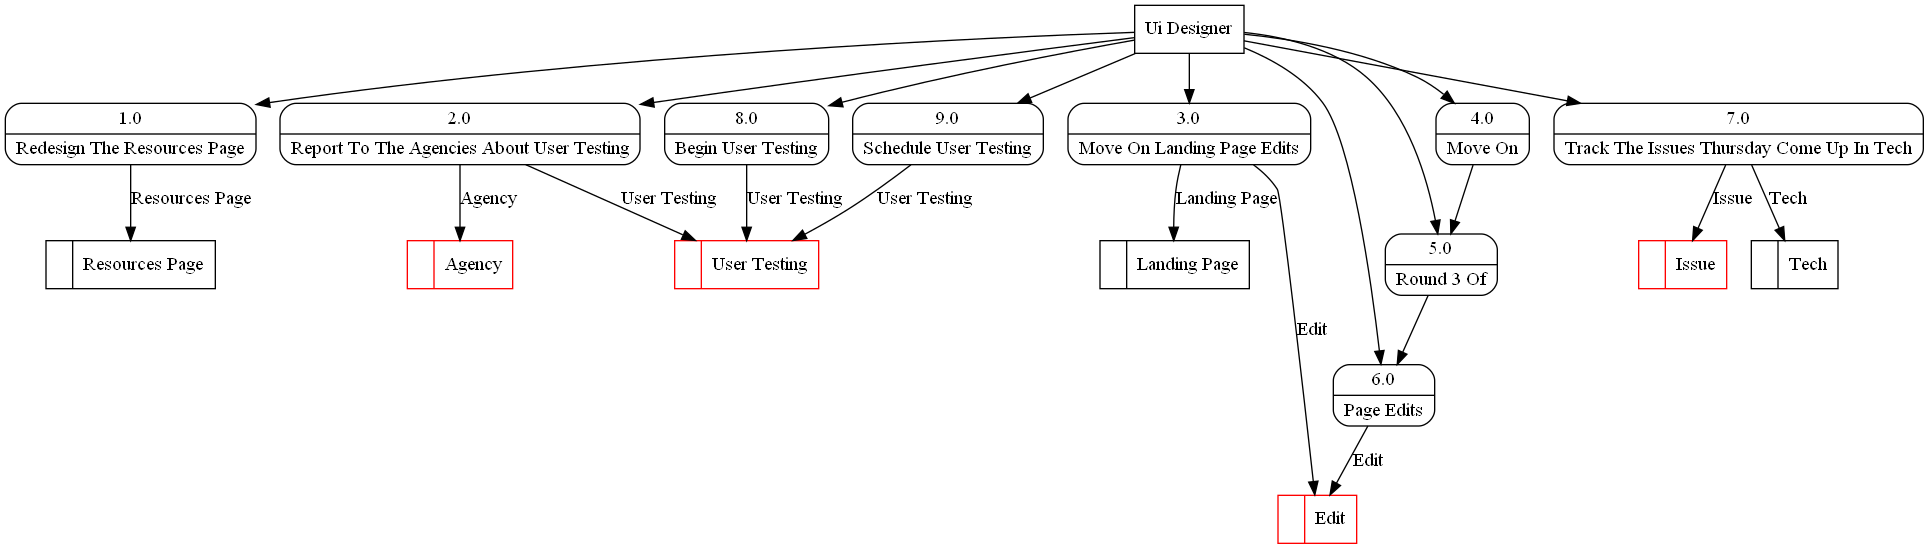 Ui Designer
1.0
Redesign The Resources Page
2.0
Report To The Agencies About User Testing
8.0
Begin User Testing
9.0
Schedule User Testing
3.0
Move On Landing Page Edits
4.0
Move On
7.0
Track The Issues Thursday Come Up In Tech
Resources Page
Agency
User Testing
User Testing
User Testing
Landing Page
Issue
Tech
Resources Page
Agency
User Testing
Landing Page
5.0
Round 3 Of
Issue
Tech
Edit
6.0
Page Edits
Edit
Edit